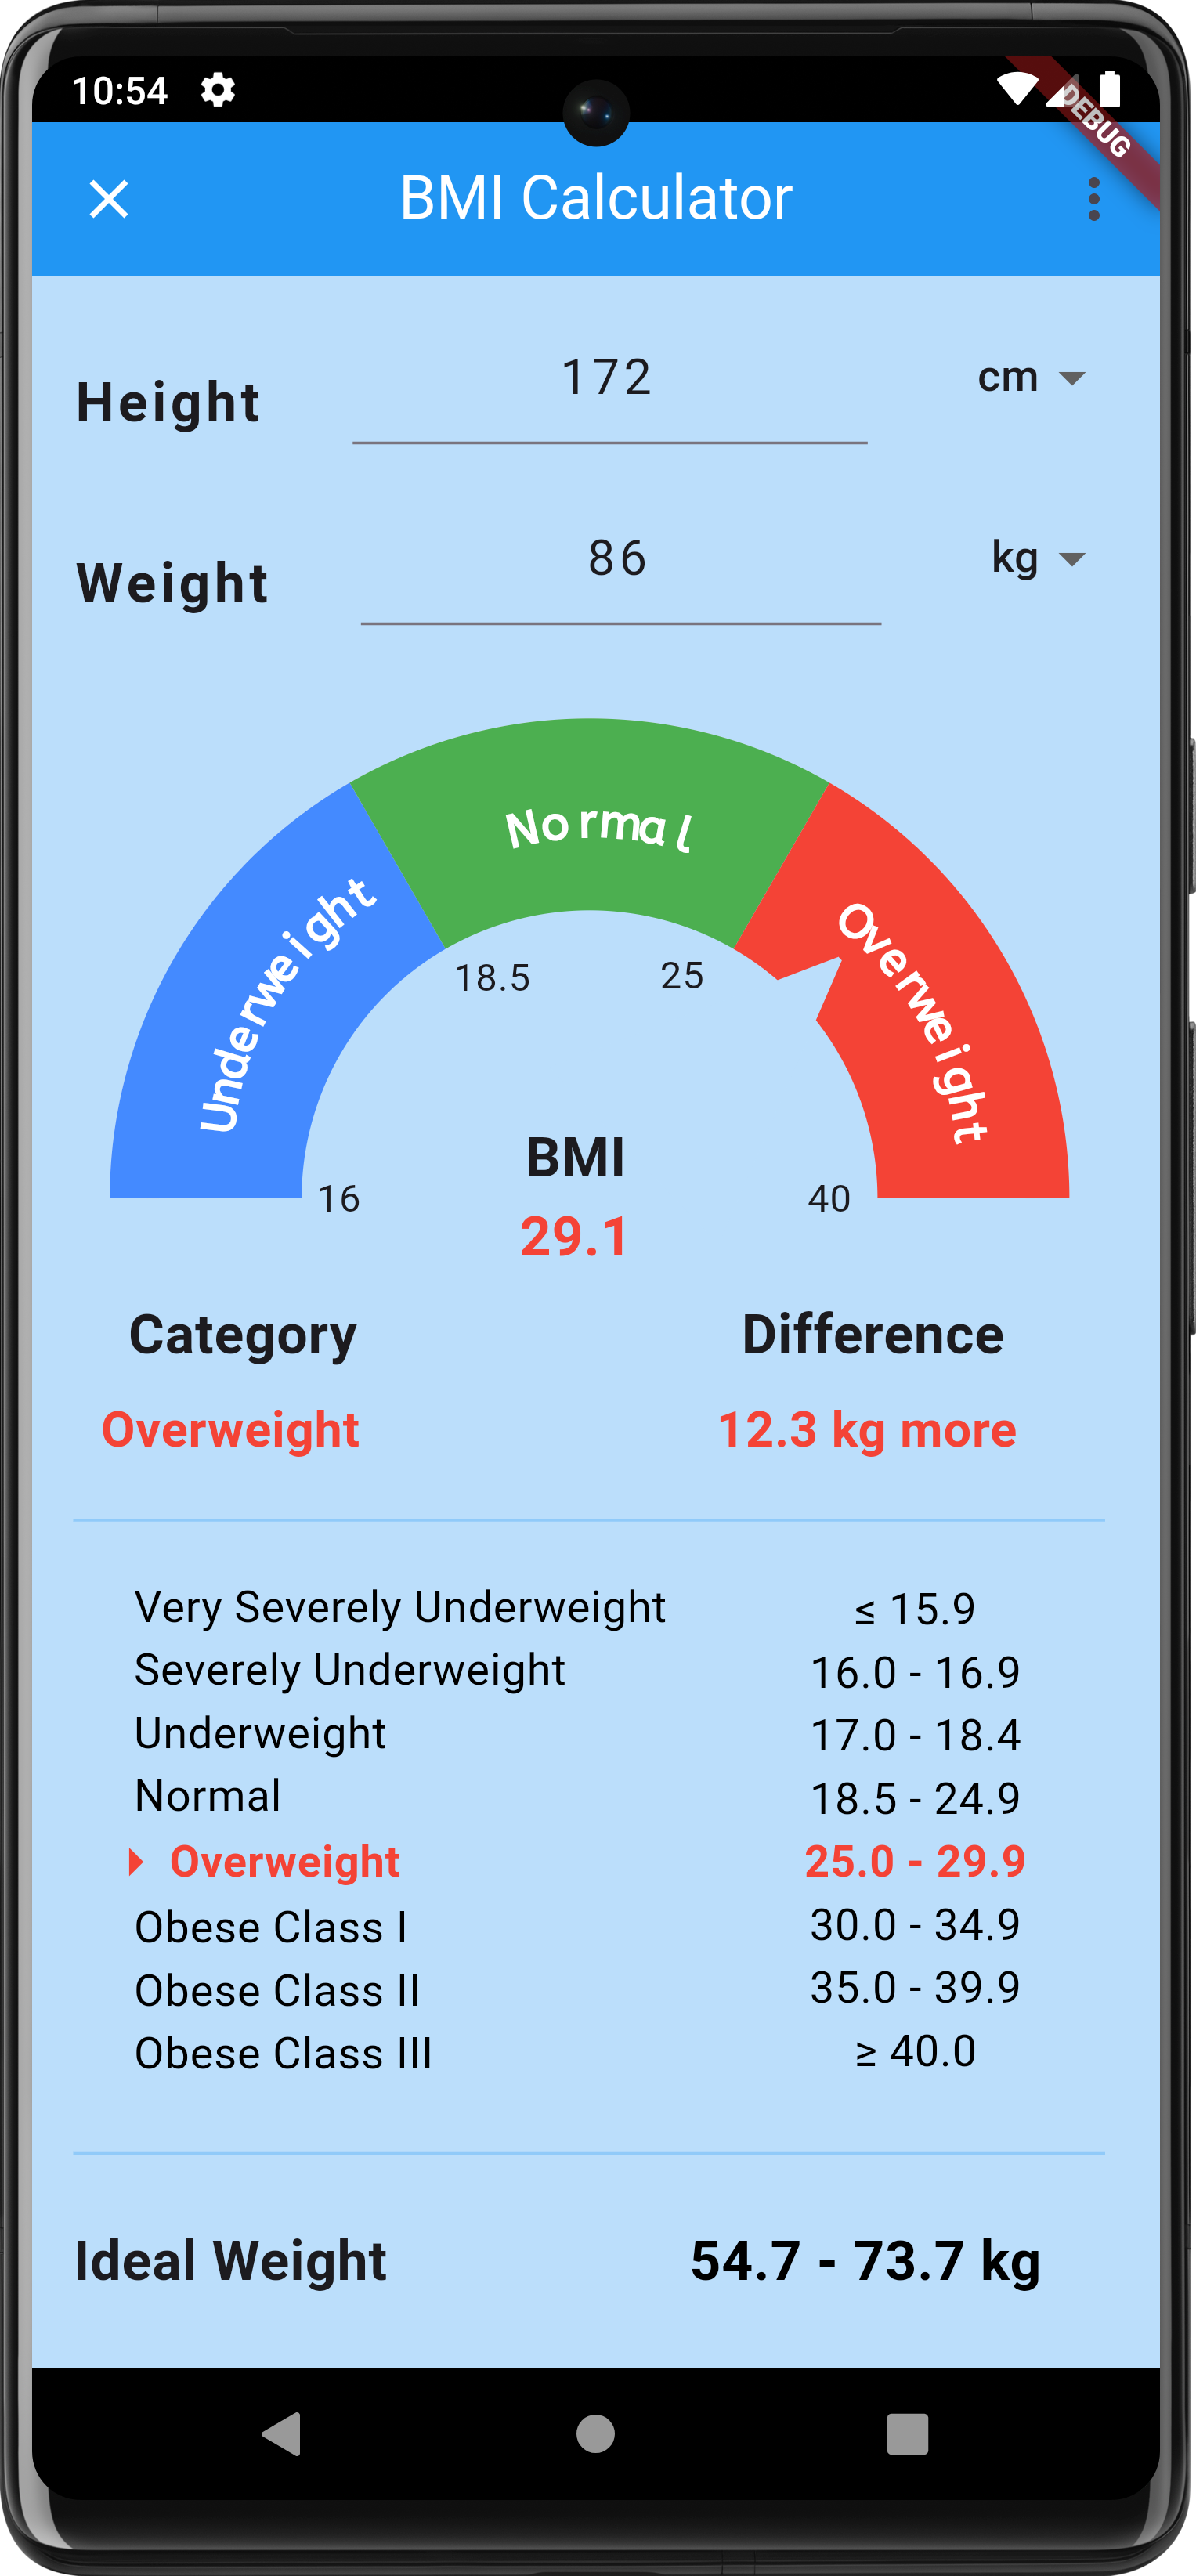 10:54
DEBUG
BMI Calculator
Height 172 cm
Weight 86 kg
Underweight Normal Overweight
18.5 25
16 40
BMI
29.1
Category Difference
Overweight 12.3 kg more
Very Severely Underweight ≤ 15.9
Severely Underweight 16.0 - 16.9
Underweight 17.0 - 18.4
Normal 18.5 - 24.9
Overweight 25.0 - 29.9
Obese Class I 30.0 - 34.9
Obese Class II 35.0 - 39.9
Obese Class III ≥ 40.0
Ideal Weight 54.7 - 73.7 kg